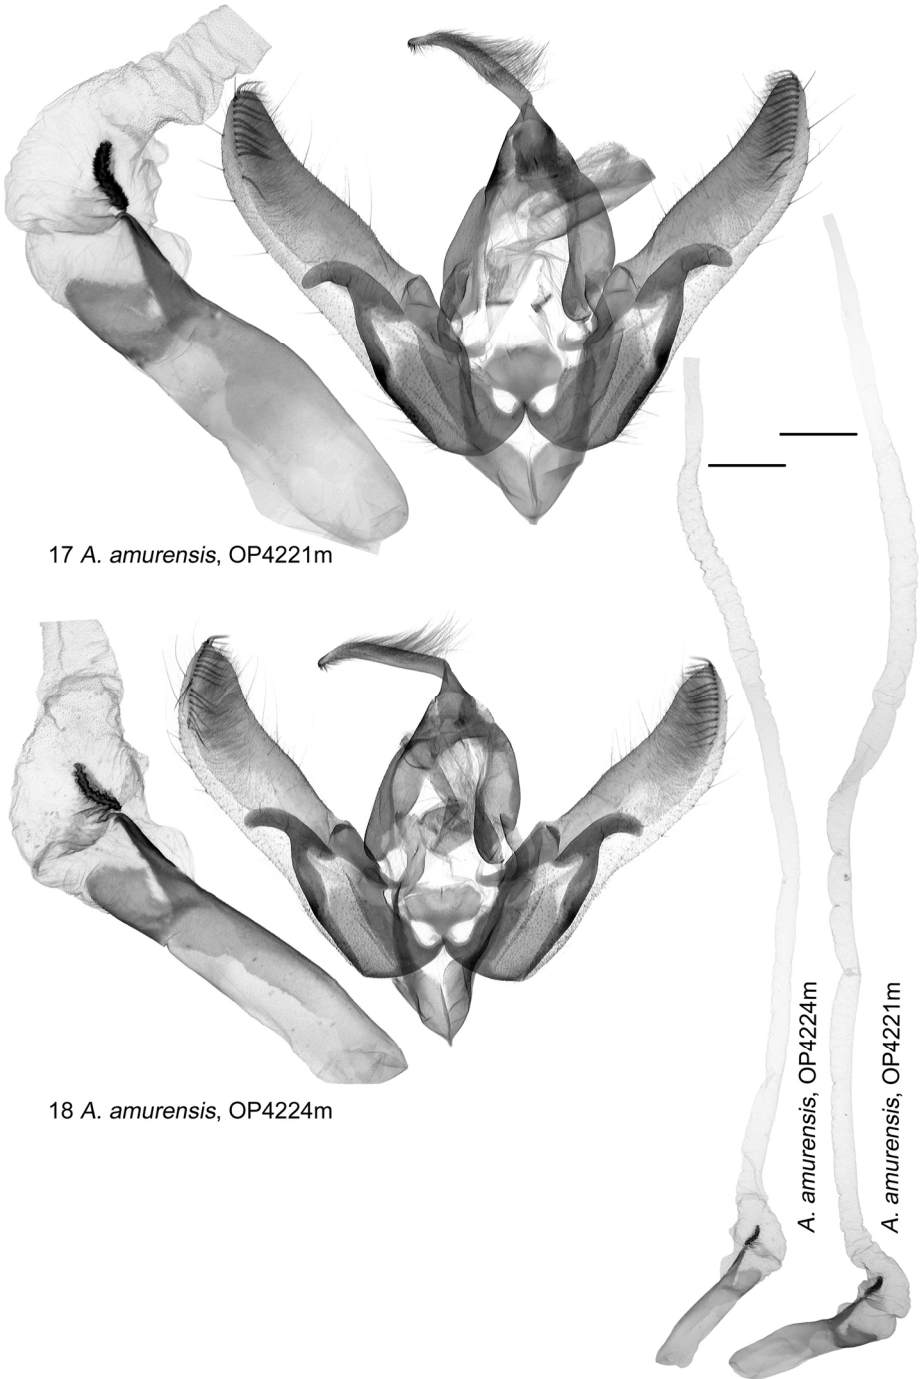 17 A. amurensis, OP4221m
18 A. amurensis, OP4224m
A. amurensis, OP4224m
A. amurensis, OP4221m